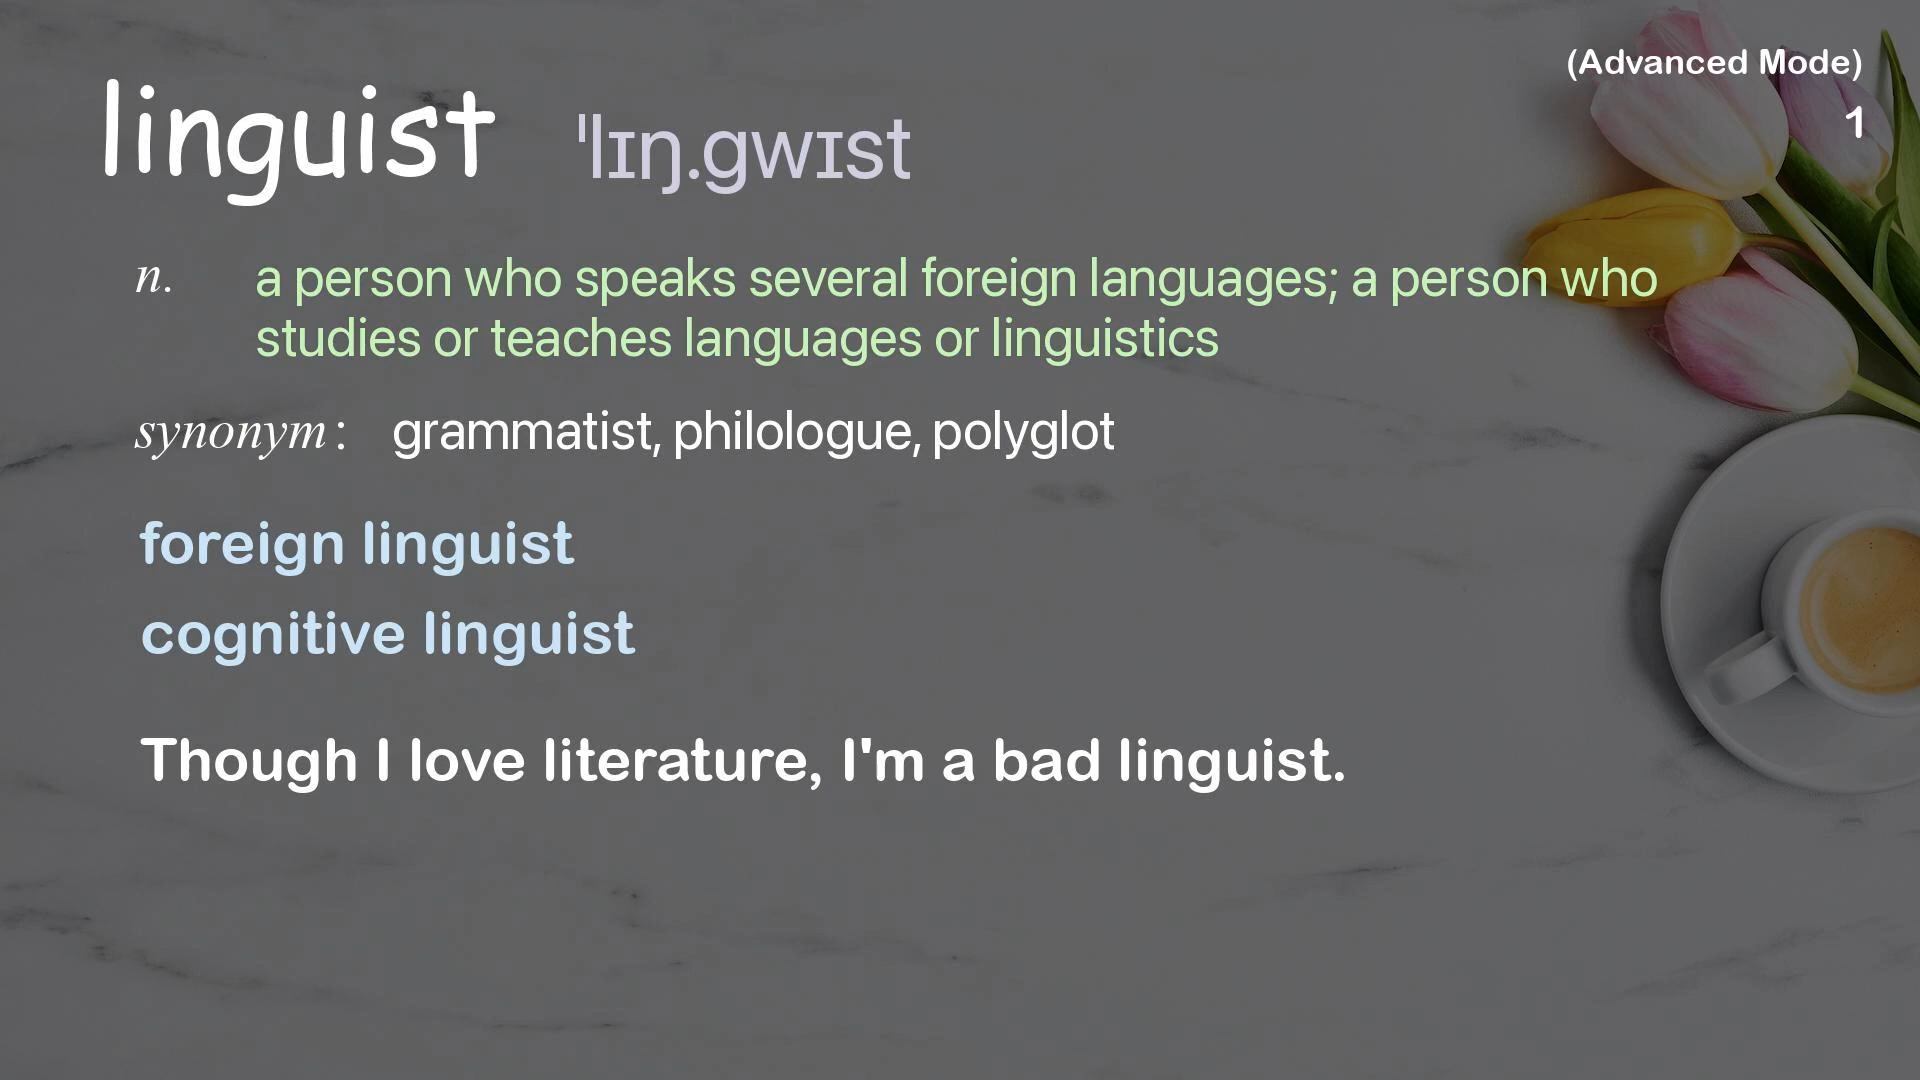 (Advanced Mode)
1
linguist ˈlɪŋ.gwɪst
n. a person who speaks several foreign languages; a person who
studies or teaches languages or linguistics
synonym: grammatist, philologue, polyglot
foreign linguist
cognitive linguist
Though I love literature, I'm a bad linguist.